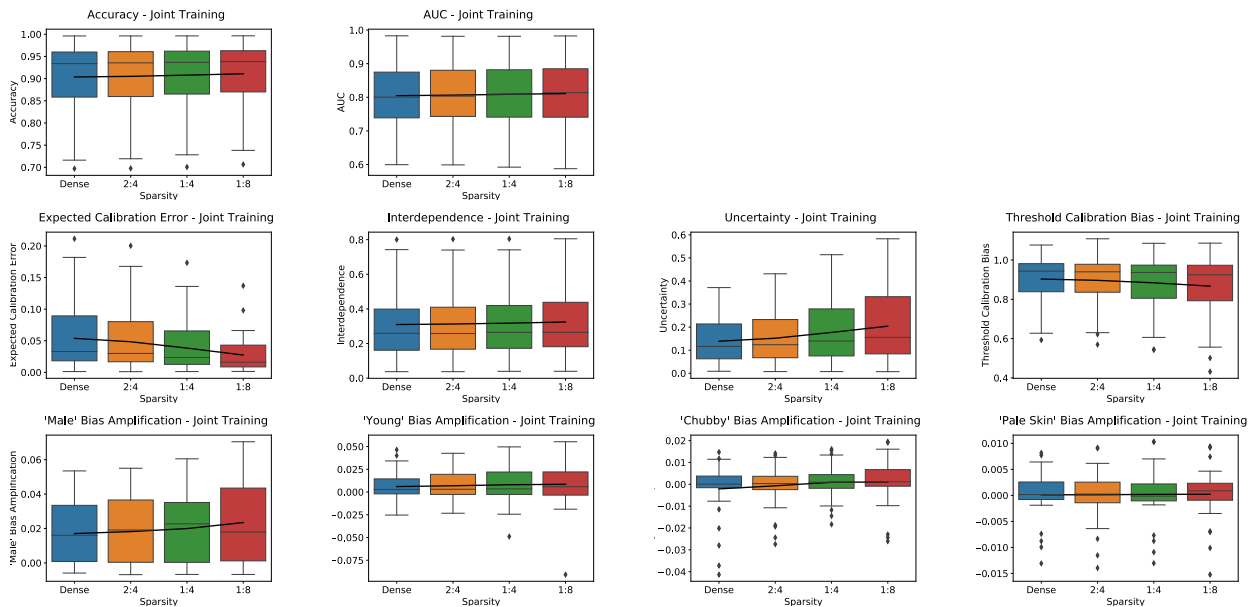 Accuracy - Joint Training
1.00
0.95
0.90
0.85
0.80
0.75
0.70
Accuracy
Dense 2:4 1:4 1:8
Sparsity
AUC - Joint Training
1.0
0.9
0.8
0.7
0.6
AUC
Dense 2:4 1:4 1:8
Sparsity
Expected Calibration Error - Joint Training
0.20
0.15
0.10
0.05
0.00
Expected Calibration Error
Dense 2:4 1:4 1:8
Sparsity
Interdependence - Joint Training
0.8
0.6
0.4
0.2
0.0
Interdependence
Dense 2:4 1:4 1:8
Sparsity
Uncertainty - Joint Training
0.6
0.5
0.4
0.3
0.2
0.1
0.0
Uncertainty
Dense 2:4 1:4 1:8
Sparsity
Threshold Calibration Bias - Joint Training
1.0
0.8
0.6
0.4
Threshold Calibration Bias
Dense 2:4 1:4 1:8
Sparsity
'Male' Bias Amplification - Joint Training
0.06
0.04
0.02
0.00
'Male' Bias Amplification
Dense 2:4 1:4 1:8
Sparsity
'Young' Bias Amplification - Joint Training
0.050
0.025
0.000
−0.025
−0.050
−0.075
Dense 2:4 1:4 1:8
Sparsity
'Chubby' Bias Amplification - Joint Training
0.02
0.01
0.00
−0.01
−0.02
−0.03
−0.04
Dense 2:4 1:4 1:8
Sparsity
'Pale Skin' Bias Amplification - Joint Training
0.010
0.005
0.000
−0.005
−0.010
−0.015
Dense 2:4 1:4 1:8
Sparsity